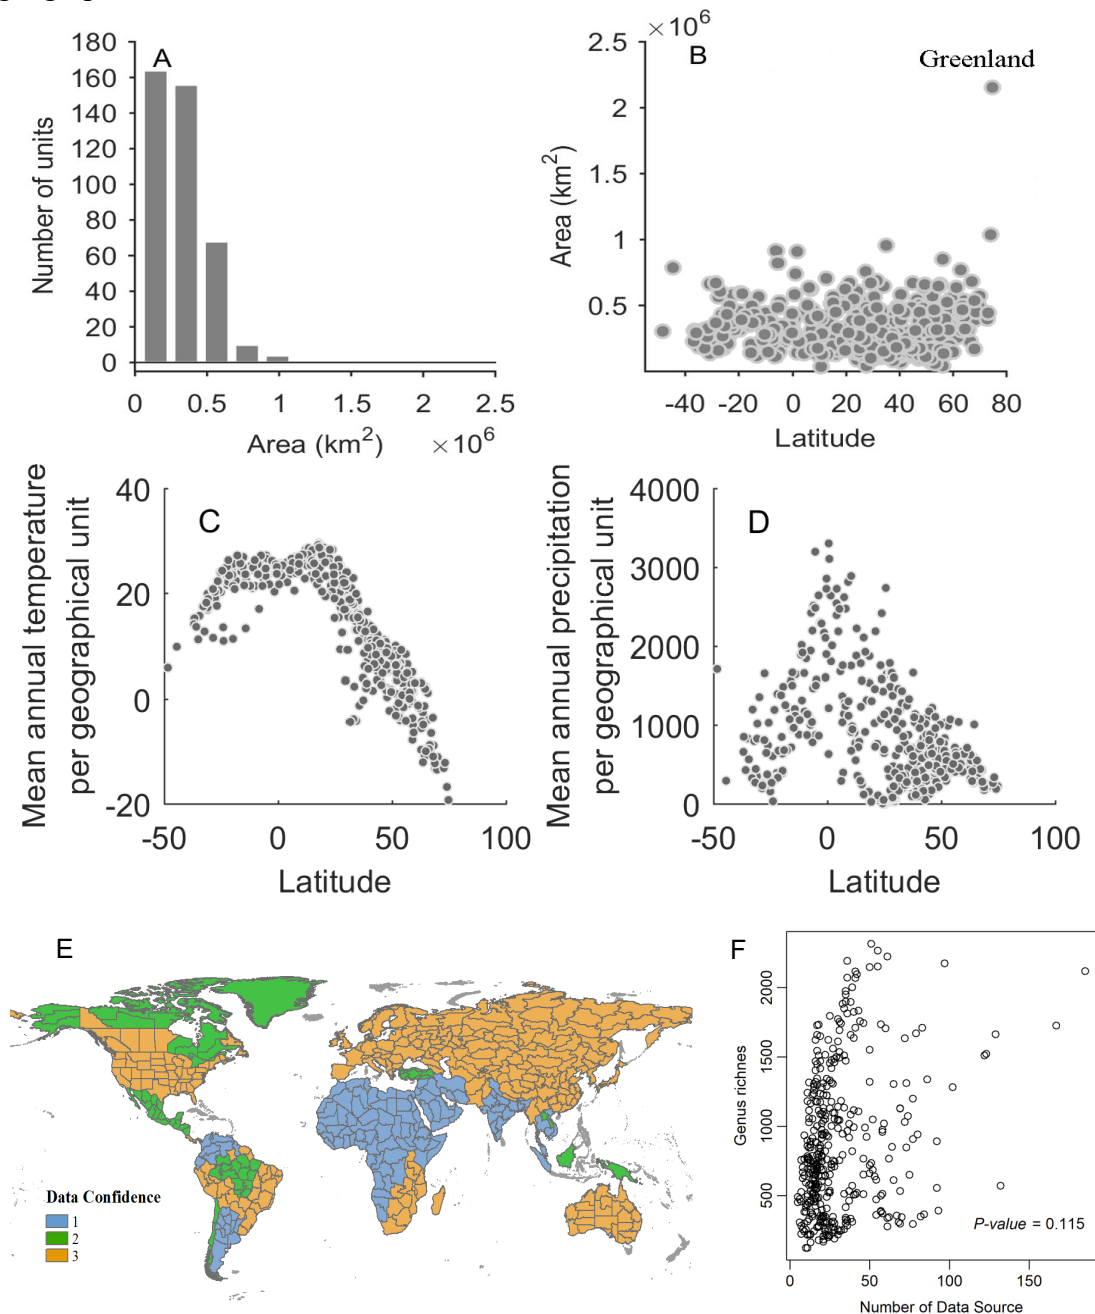 A
180
160
140
120
100
80
60
40
20
0
Number of units
0 0.5 1 1.5 2 2.5
Area (km²) ×10⁶
×10⁶
B
Greenland
2.5
2
1.5
1
0.5
Area (km²)
-40 -20 0 20 40 60 80
Latitude
C
40
20
0
-20
Mean annual temperature
per geographical unit
-50 0 50 100
Latitude
D
4000
3000
2000
1000
0
Mean annual precipitation
per geographical unit
-50 0 50 100
Latitude
E
Data Confidence
1
2
3
F
2000
1500
1000
500
Genus richnes
P-value = 0.115
0 50 100 150
Number of Data Source